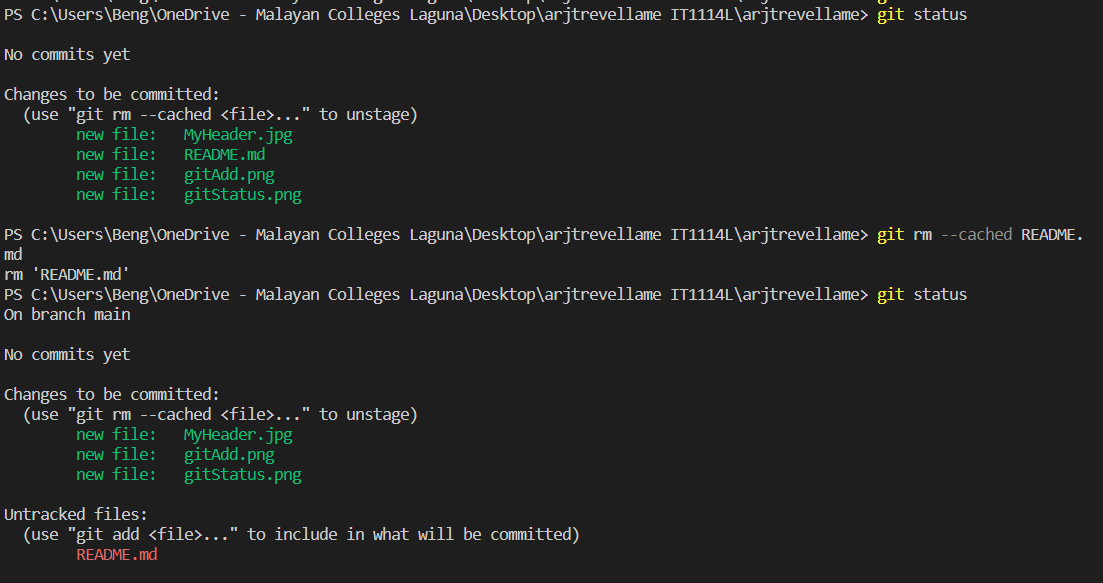 PS C:\Users\Beng\OneDrive - Malayan Colleges Laguna\Desktop\arjtrevellame IT1114L\arjtrevellame> git status
No commits yet
Changes to be committed:
  (use "git rm --cached <file>..." to unstage)
        new file:   MyHeader.jpg
        new file:   README.md
        new file:   gitAdd.png
        new file:   gitStatus.png
PS C:\Users\Beng\OneDrive - Malayan Colleges Laguna\Desktop\arjtrevellame IT1114L\arjtrevellame> git rm --cached README.
md
rm 'README.md'
PS C:\Users\Beng\OneDrive - Malayan Colleges Laguna\Desktop\arjtrevellame IT1114L\arjtrevellame> git status
On branch main
No commits yet
Changes to be committed:
  (use "git rm --cached <file>..." to unstage)
        new file:   MyHeader.jpg
        new file:   gitAdd.png
        new file:   gitStatus.png
Untracked files:
  (use "git add <file>..." to include in what will be committed)
        README.md